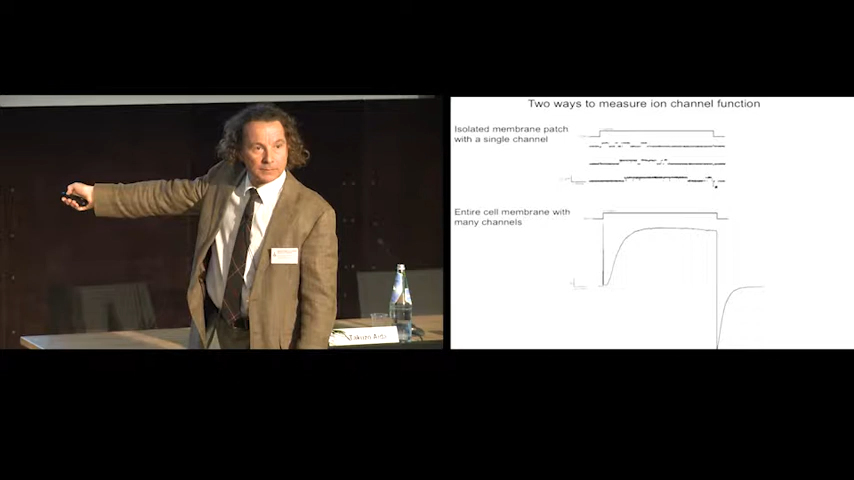 Two ways to measure ion channel function
Isolated membrane patch
with a single channel
Entire cell membrane with
many channels